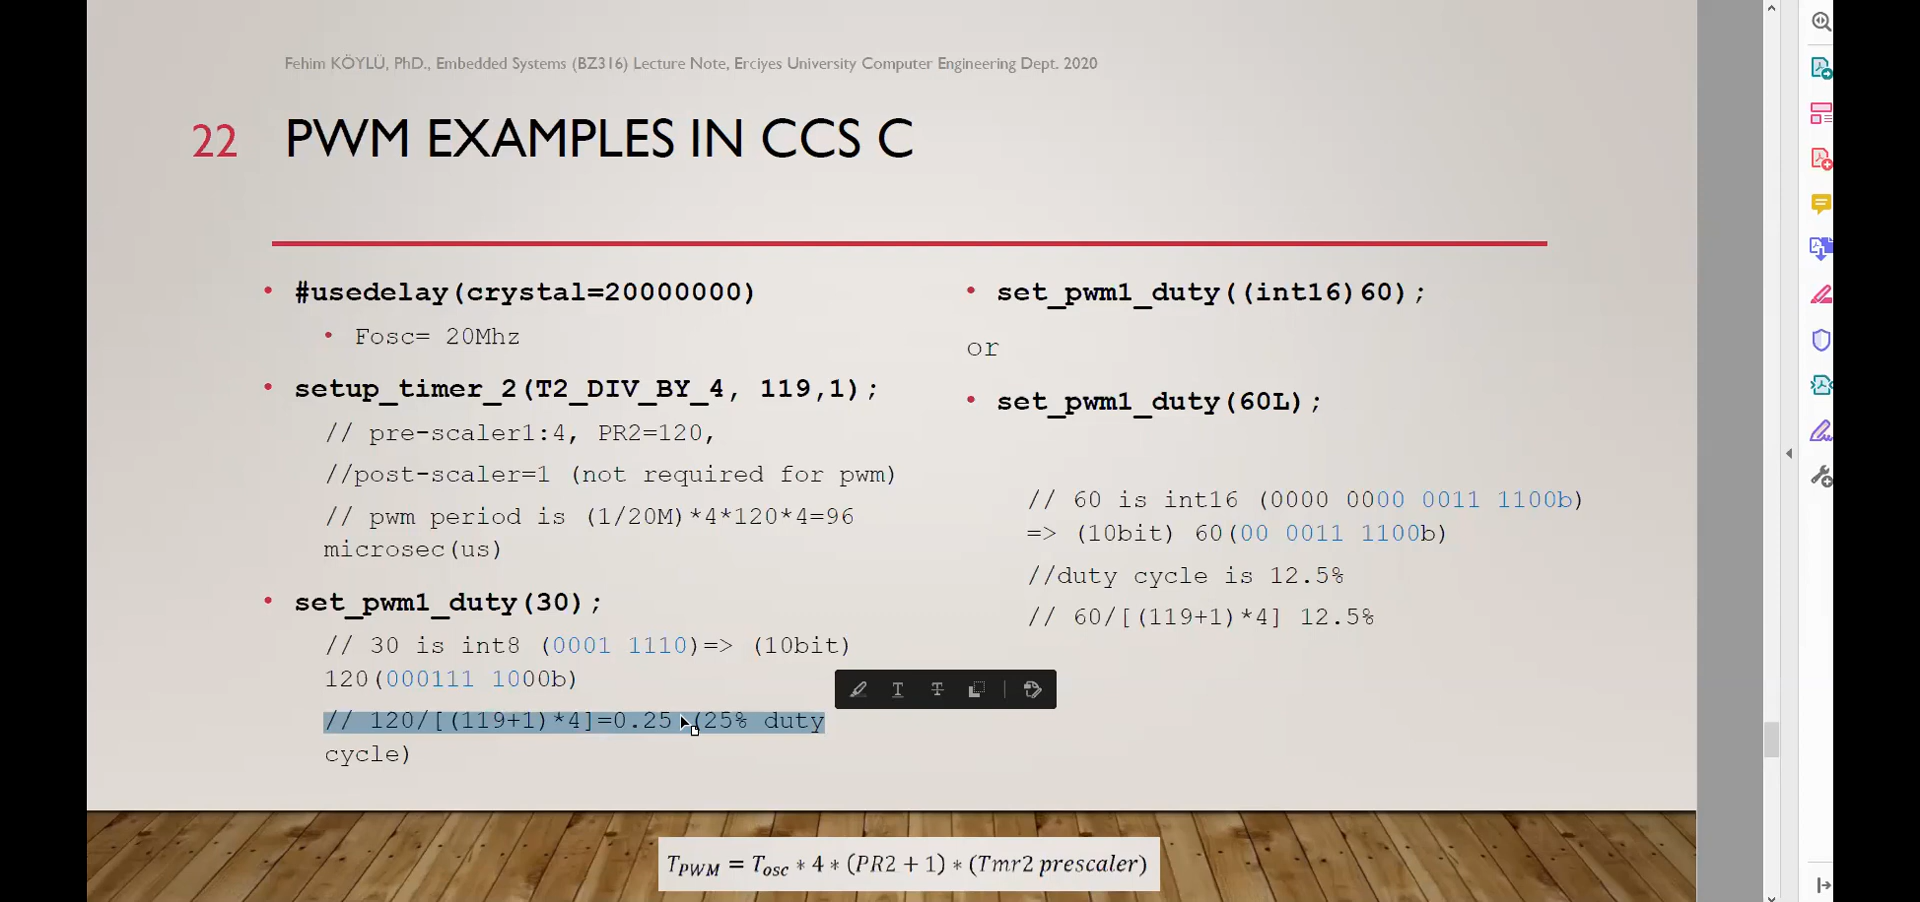 Fehim KÖYLÜ, PhD., Embedded Systems (BZ316) Lecture Note, Erciyes University Computer Engineering Dept. 2020
22 PWM EXAMPLES IN CCS C
• #usedelay(crystal=20000000)
• Fosc= 20Mhz
• setup_timer_2(T2_DIV_BY_4, 119,1);
// pre-scaler1:4, PR2=120,
//post-scaler=1 (not required for pwm)
// pwm period is (1/20M)*4*120*4=96
microsec(us)
• set_pwm1_duty(30);
// 30 is int8 (0001 1110)=> (10bit)
120(000111 1000b)
// 120/[(119+1)*4]=0.25 (25% duty
cycle)
• set_pwm1_duty((int16)60);
or
• set_pwm1_duty(60L);
// 60 is int16 (0000 0000 0011 1100b)
=> (10bit) 60(00 0011 1100b)
//duty cycle is 12.5%
// 60/[(119+1)*4] 12.5%
T_PWM = T_osc * 4 * (PR2 + 1) * (Tmr2 prescaler)